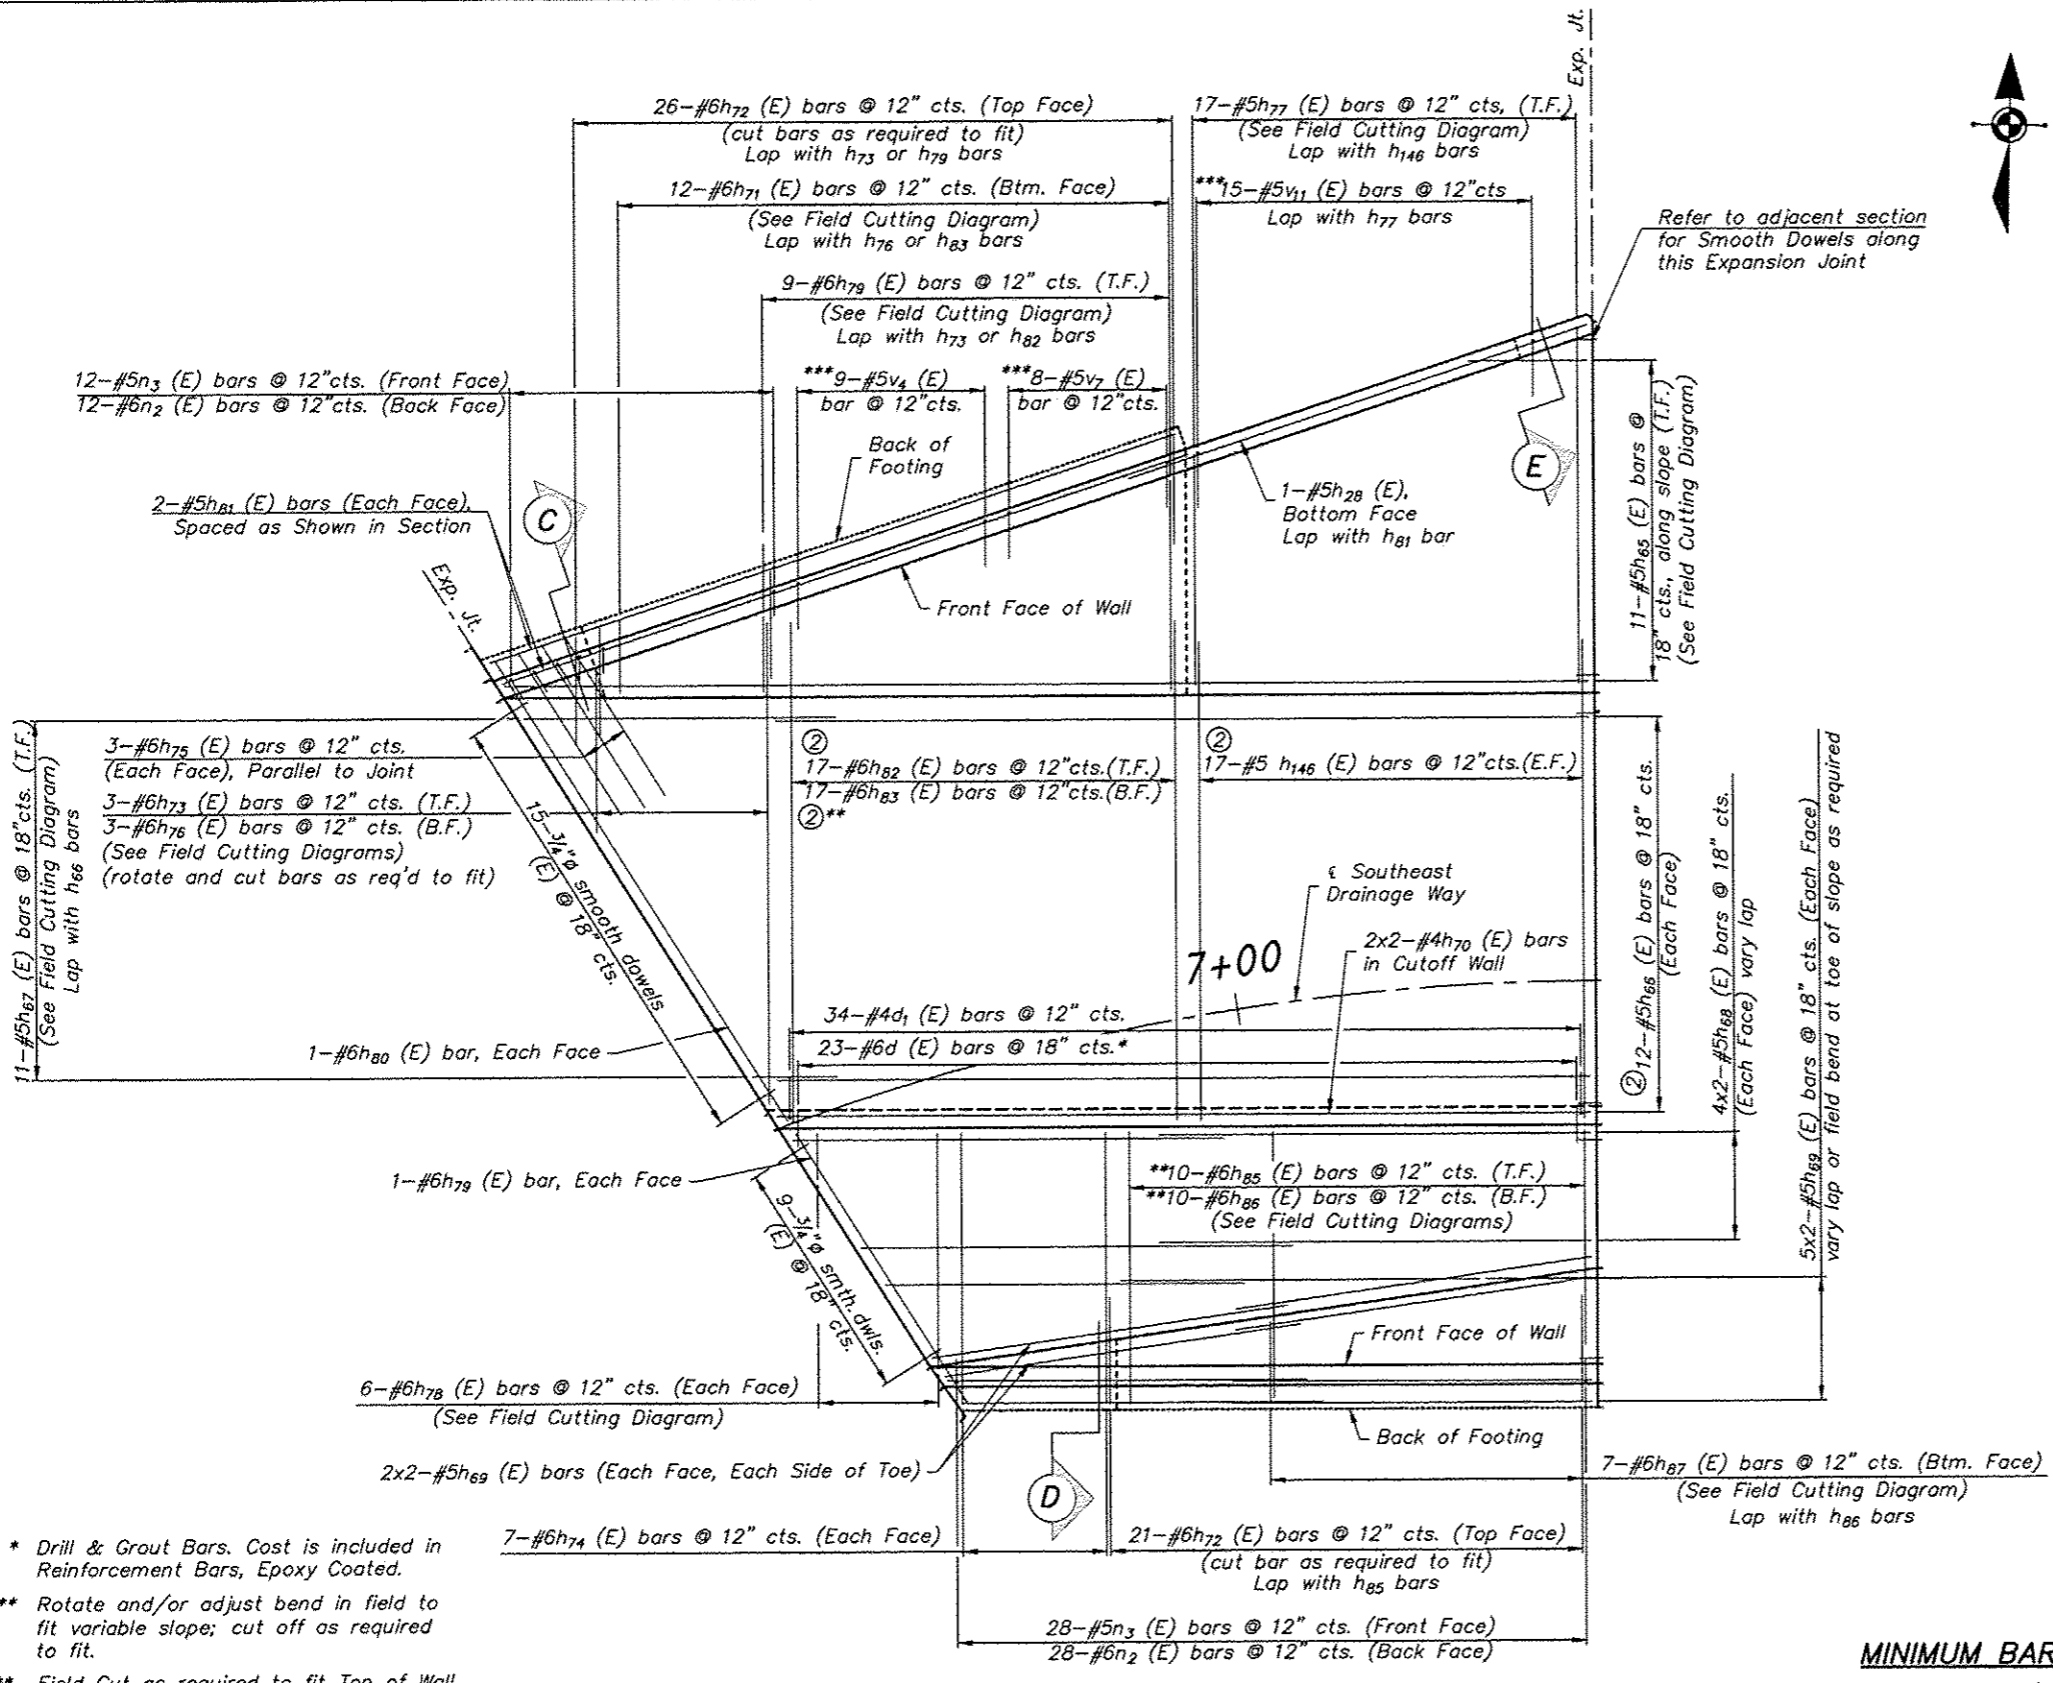 Exp. Jt.
26-#6h72 (E) bars @ 12" cts. (Top Face)
(cut bars as required to fit)
Lap with h73 or h79 bars
17-#5h77 (E) bars @ 12" cts, (T.F.)
(See Field Cutting Diagram)
Lap with h146 bars
12-#6h71 (E) bars @ 12" cts. (Btm. Face)
(See Field Cutting Diagram)
Lap with h76 or h83 bars
***15-#5v11 (E) bars @ 12"cts
Lap with h77 bars
Refer to adjacent section
for Smooth Dowels along
this Expansion Joint
9-#6h79 (E) bars @ 12" cts. (T.F.)
(See Field Cutting Diagram)
Lap with h73 or h82 bars
12-#5n3 (E) bars @ 12"cts. (Front Face)
12-#6n2 (E) bars @ 12"cts. (Back Face)
***9-#5v4 (E)
bar @ 12"cts.
***8-#5v7 (E)
bar @ 12"cts.
Back of
Footing
2-#5h81 (E) bars (Each Face),
Spaced as Shown in Section
C
E
1-#5h28 (E),
Bottom Face
Lap with h81 bar
11-#5h65 (E) bars @
18" cts., along slope (T.F.)
(See Field Cutting Diagram)
Exp. Jt.
Front Face of Wall
11-#5h67 (E) bars @ 18"cts. (T.F.)
(See Field Cutting Diagram)
Lap with h66 bars
3-#6h75 (E) bars @ 12" cts.
(Each Face), Parallel to Joint
3-#6h73 (E) bars @ 12" cts. (T.F.)
3-#6h76 (E) bars @ 12" cts. (B.F.)
(See Field Cutting Diagrams)
(rotate and cut bars as req'd to fit)
②
17-#6h82 (E) bars @ 12"cts.(T.F.)
17-#6h83 (E) bars @ 12"cts.(B.F.)
②**
②
17-#5 h146 (E) bars @ 12"cts.(E.F.)
15-3/4"ø smooth dowels
(E) @ 18" cts.
℄ Southeast
Drainage Way
7+00
2x2-#4h70 (E) bars
in Cutoff Wall
②12-#5h66 (E) bars @ 18" cts.
(Each Face)
4x2-#5h68 (E) bars @ 18" cts.
(Each Face) vary lap
5x2-#5h69 (E) bars @ 18" cts. (Each Face)
vary lap or field bend at toe of slope as required
34-#4d1 (E) bars @ 12" cts.
1-#6h80 (E) bar, Each Face
23-#6d (E) bars @ 18" cts.*
1-#6h79 (E) bar, Each Face
**10-#6h85 (E) bars @ 12" cts. (T.F.)
**10-#6h86 (E) bars @ 12" cts. (B.F.)
(See Field Cutting Diagrams)
9-3/4"ø smth. dwls.
(E) @ 18" cts.
Front Face of Wall
6-#6h78 (E) bars @ 12" cts. (Each Face)
(See Field Cutting Diagram)
Back of Footing
2x2-#5h69 (E) bars (Each Face, Each Side of Toe)
D
7-#6h87 (E) bars @ 12" cts. (Btm. Face)
(See Field Cutting Diagram)
Lap with h86 bars
7-#6h74 (E) bars @ 12" cts. (Each Face)
21-#6h72 (E) bars @ 12" cts. (Top Face)
(cut bar as required to fit)
Lap with h85 bars
28-#5n3 (E) bars @ 12" cts. (Front Face)
28-#6n2 (E) bars @ 12" cts. (Back Face)
* Drill & Grout Bars. Cost is included in
Reinforcement Bars, Epoxy Coated.
** Rotate and/or adjust bend in field to
fit variable slope; cut off as required
to fit.
** Field Cut as required to fit Top of Wall
MINIMUM BAR